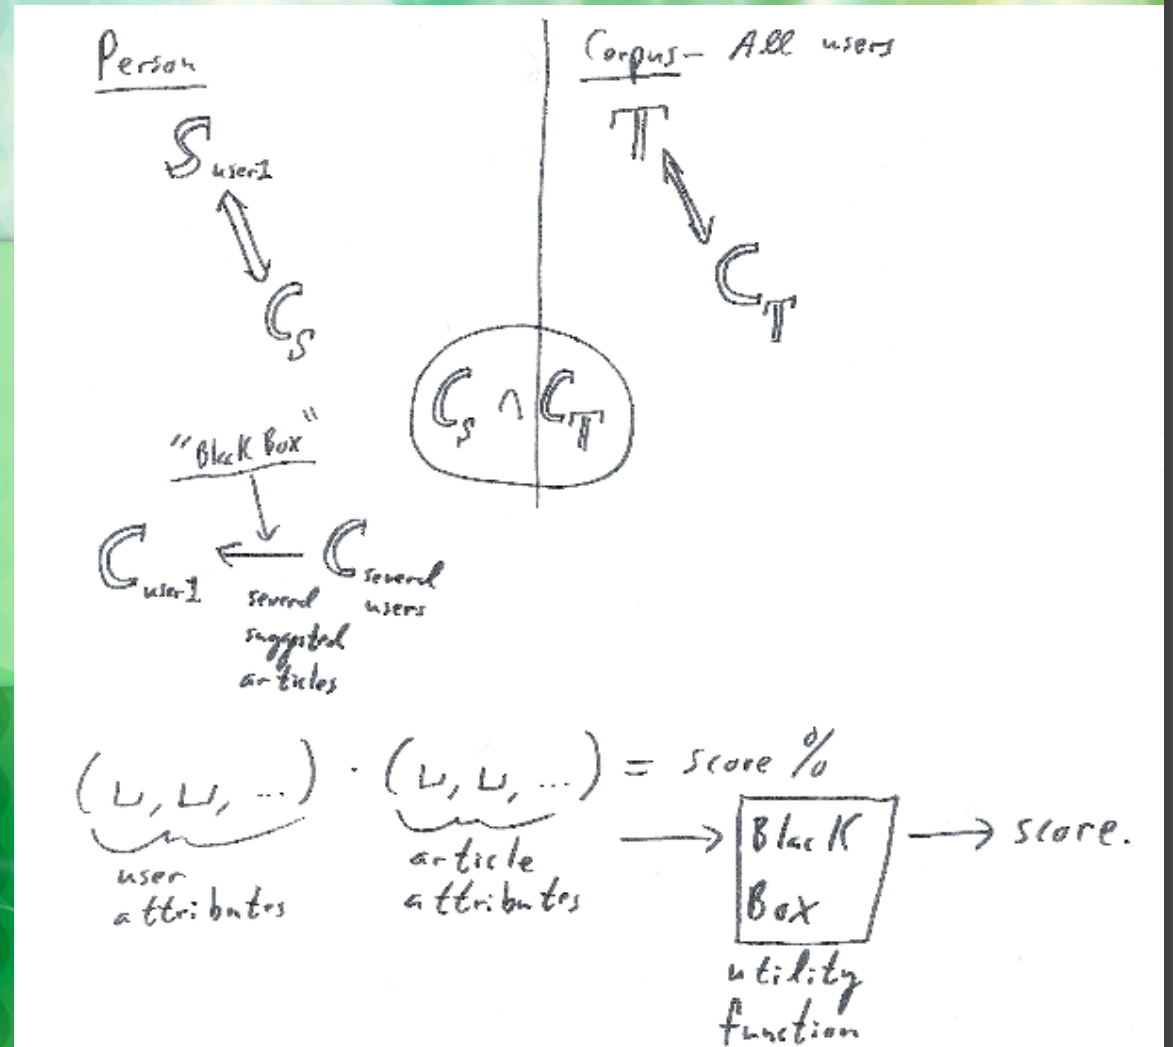 Person
Corpus - All users
S user1
T
C S
C T
C S ∩ C T
"Black Box"
C user1 ← C several users
several
suggested
articles
(⊔, ⊔, ...) · (⊔, ⊔, ...) = score %
user
attributes
article
attributes
Black
Box
→ score.
utility
function